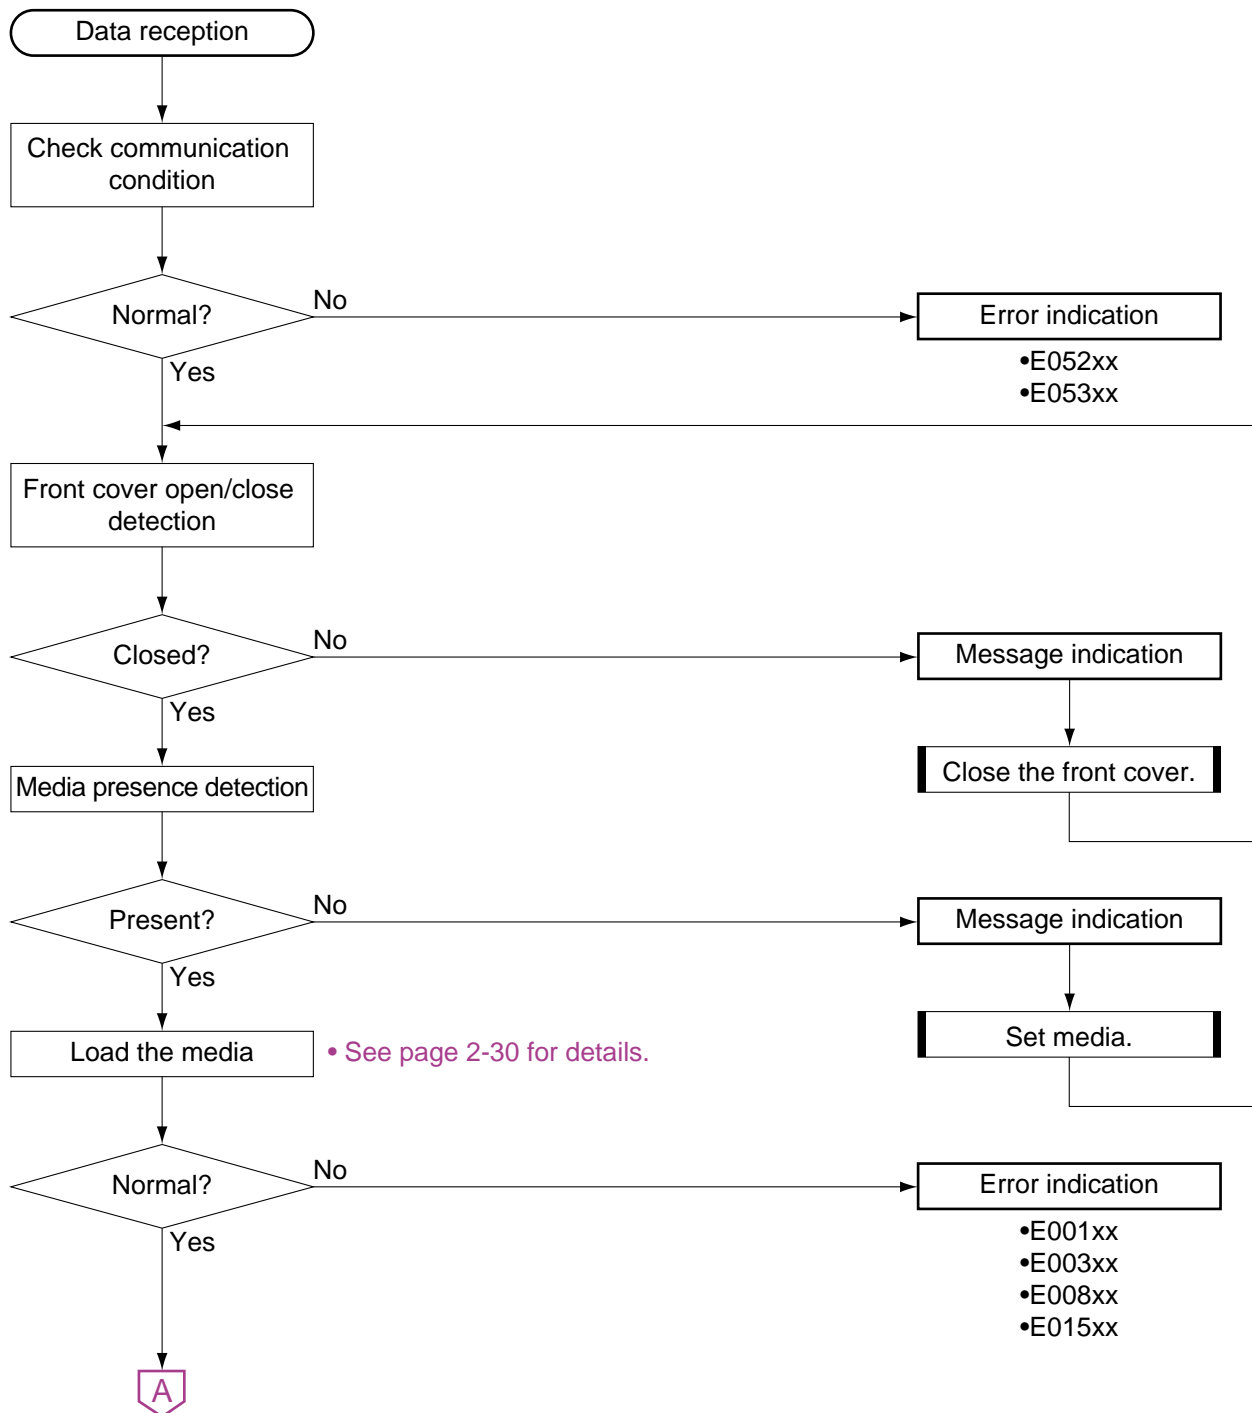 Data reception
Check communication
condition
Normal?
No
Error indication
•E052xx
•E053xx
Yes
Front cover open/close
detection
Closed?
No
Message indication
Yes
Close the front cover.
Media presence detection
Present?
No
Message indication
Yes
Set media.
Load the media
• See page 2-30 for details.
Normal?
No
Error indication
•E001xx
•E003xx
•E008xx
•E015xx
Yes
A